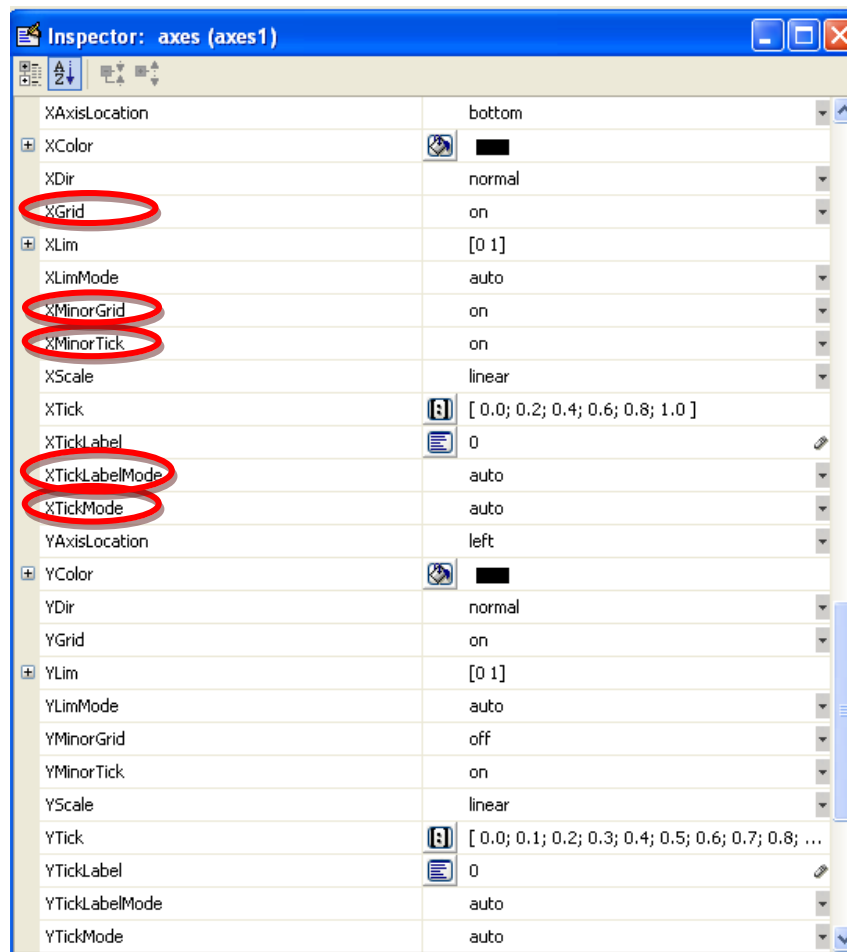 Inspector: axes (axes1)
XAxisLocation bottom
XColor
XDir normal
XGrid on
XLim [0 1]
XLimMode auto
XMinorGrid on
XMinorTick on
XScale linear
XTick [ 0.0; 0.2; 0.4; 0.6; 0.8; 1.0 ]
XTickLabel 0
XTickLabelMode auto
XTickMode auto
YAxisLocation left
YColor
YDir normal
YGrid on
YLim [0 1]
YLimMode auto
YMinorGrid off
YMinorTick on
YScale linear
YTick [ 0.0; 0.1; 0.2; 0.3; 0.4; 0.5; 0.6; 0.7; 0.8; ...
YTickLabel 0
YTickLabelMode auto
YTickMode auto